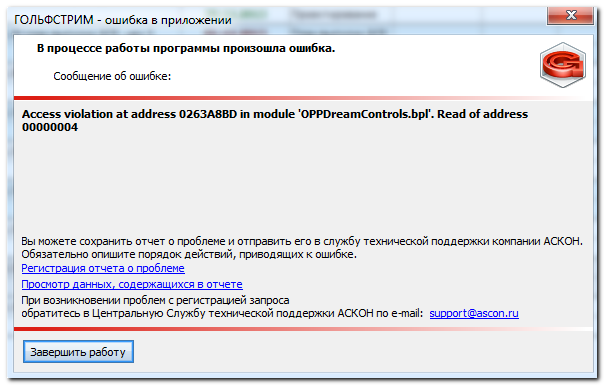 ГОЛЬФСТРИМ - ошибка в приложении
В процессе работы программы произошла ошибка.
Сообщение об ошибке:
Access violation at address 0263A8BD in module 'OPPDreamControls.bpl'. Read of address
00000004
Вы можете сохранить отчет о проблеме и отправить его в службу технической поддержки компании АСКОН.
Обязательно опишите порядок действий, приводящих к ошибке.
Регистрация отчета о проблеме
Просмотр данных, содержащихся в отчете
При возникновении проблем с регистрацией запроса
обратитесь в Центральную Службу технической поддержки АСКОН по e-mail: support@ascon.ru
Завершить работу